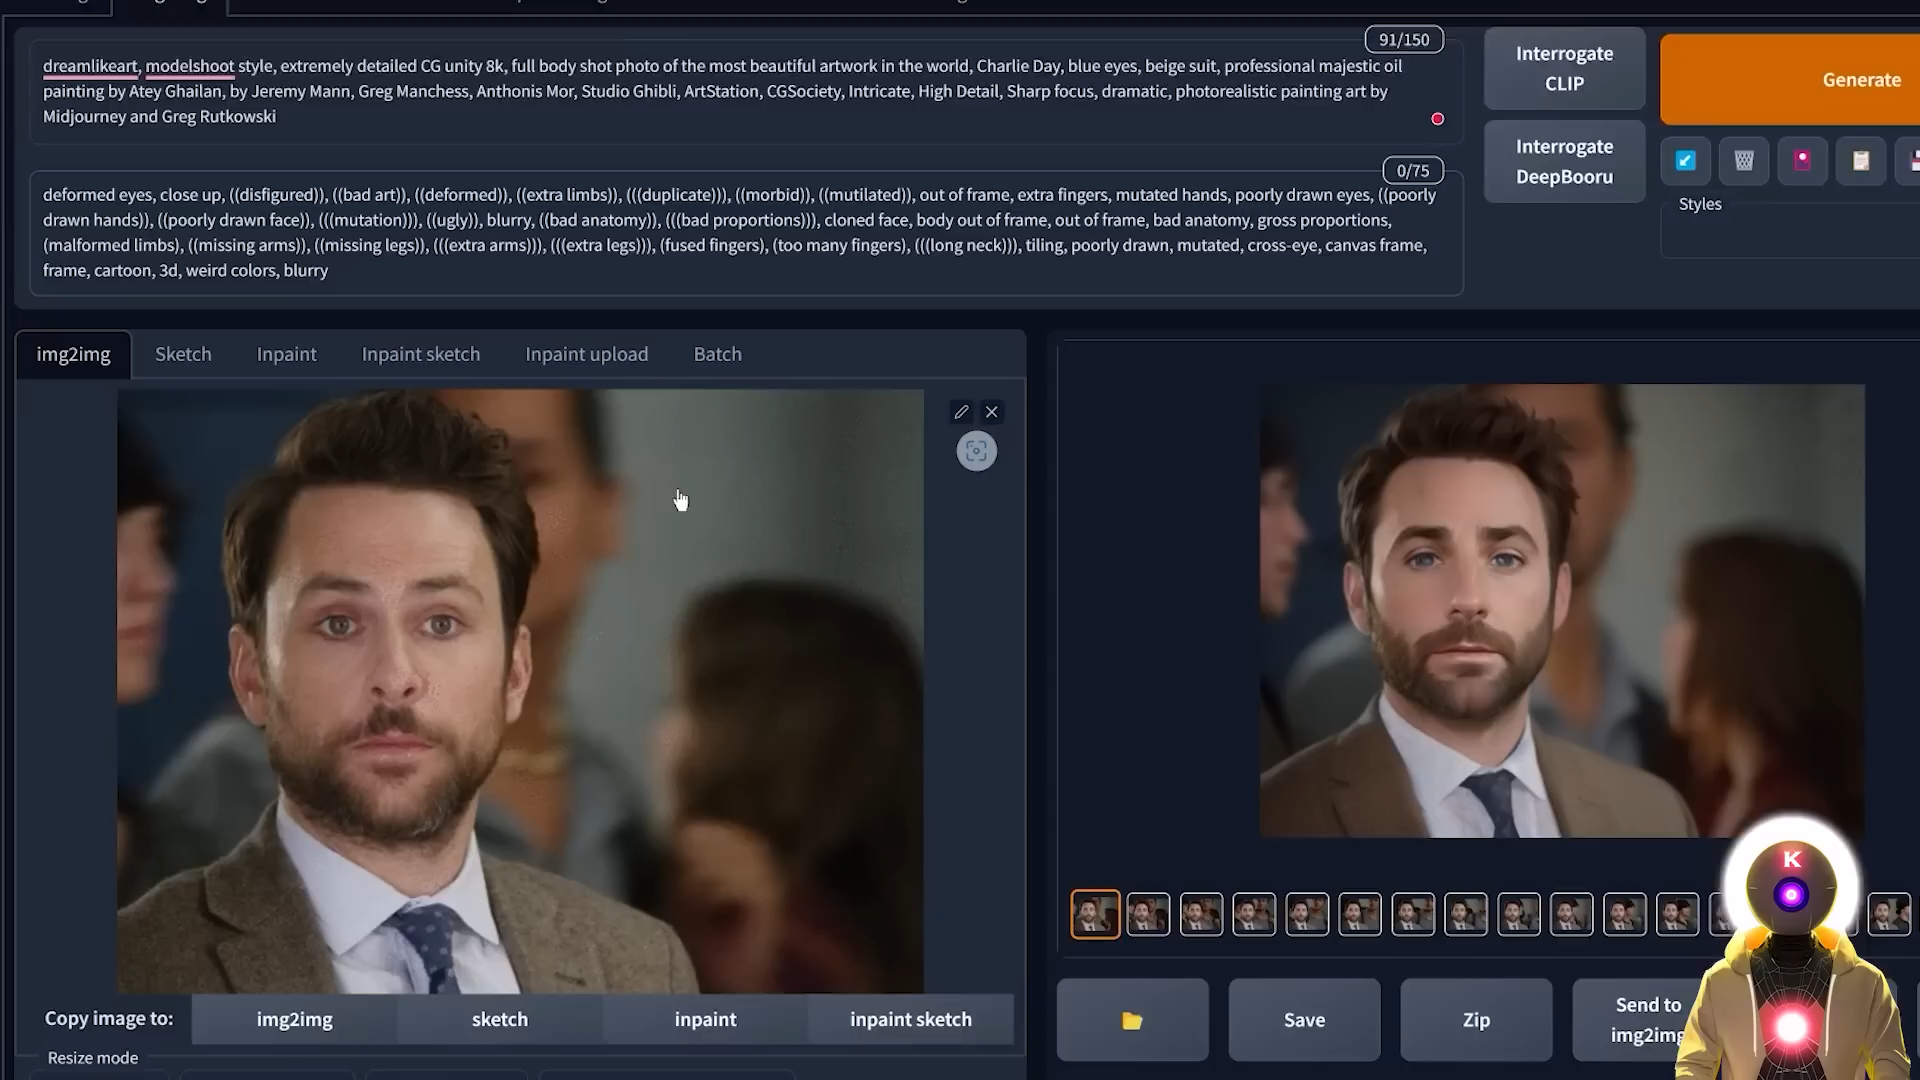 91/150
dreamlikeart, modelshoot style, extremely detailed CG unity 8k, full body shot photo of the most beautiful artwork in the world, Charlie Day, blue eyes, beige suit, professional majestic oil
painting by Atey Ghailan, by Jeremy Mann, Greg Manchess, Anthonis Mor, Studio Ghibli, ArtStation, CGSociety, Intricate, High Detail, Sharp focus, dramatic, photorealistic painting art by
Midjourney and Greg Rutkowski
0/75
deformed eyes, close up, ((disfigured)), ((bad art)), ((deformed)), ((extra limbs)), (((duplicate))), ((morbid)), ((mutilated)), out of frame, extra fingers, mutated hands, poorly drawn eyes, ((poorly
drawn hands)), ((poorly drawn face)), (((mutation))), ((ugly)), blurry, ((bad anatomy)), (((bad proportions))), cloned face, body out of frame, out of frame, bad anatomy, gross proportions,
(malformed limbs), ((missing arms)), ((missing legs)), (((extra arms))), (((extra legs))), (fused fingers), (too many fingers), (((long neck))), tiling, poorly drawn, mutated, cross-eye, canvas frame,
frame, cartoon, 3d, weird colors, blurry
Interrogate
CLIP
Interrogate
DeepBooru
Generate
Styles
img2img Sketch Inpaint Inpaint sketch Inpaint upload Batch
Copy image to: img2img sketch inpaint inpaint sketch
Resize mode
Save
Zip
Send to
img2img
K